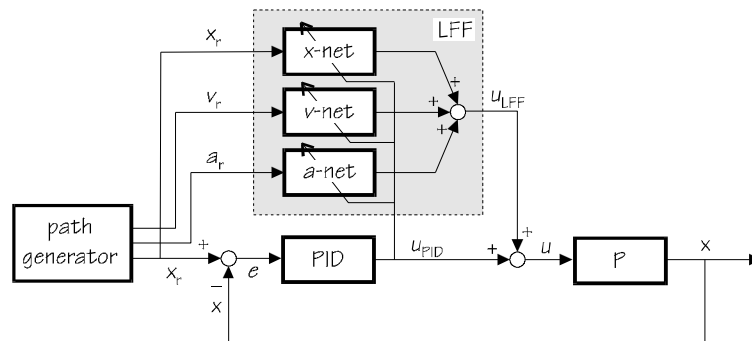 LFF
x_r
x-net
+
v_r
v-net
+
u_LFF
+
a_r
a-net
path
generator
+
x_r
−
x
e
PID
u_PID
+
+
u
P
x